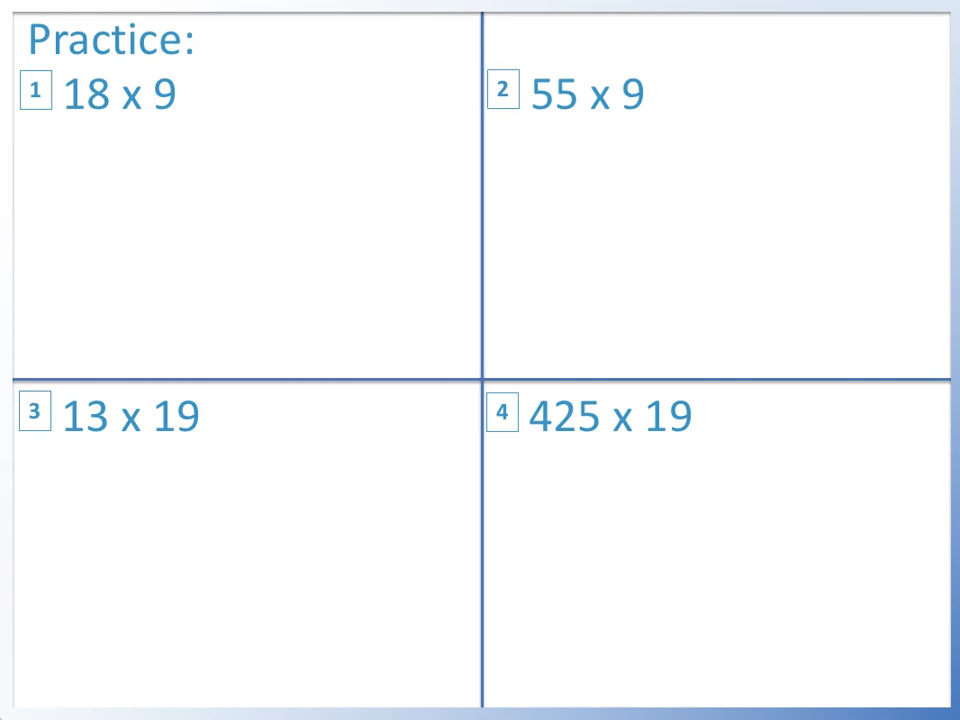 Practice:
1 18 x 9
2 55 x 9
3 13 x 19
4 425 x 19